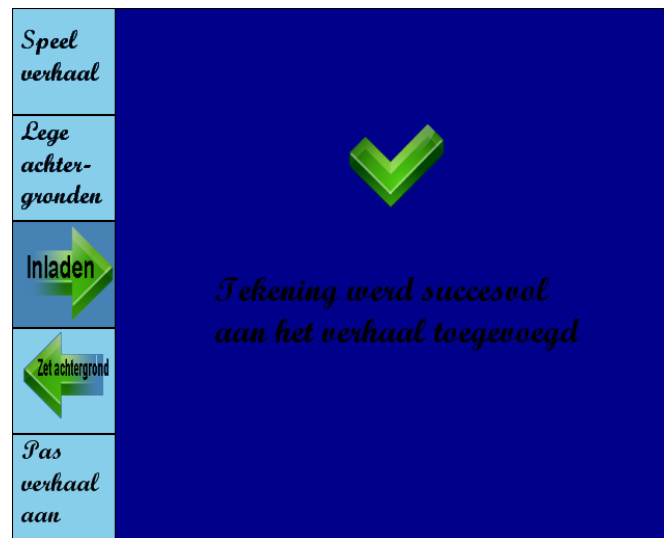 Speel
verhaal
Lege
achter-
gronden
Inladen
Zet achtergrond
Pas
verhaal
aan
Tekening werd succesvol
aan het verhaal toegevoegd